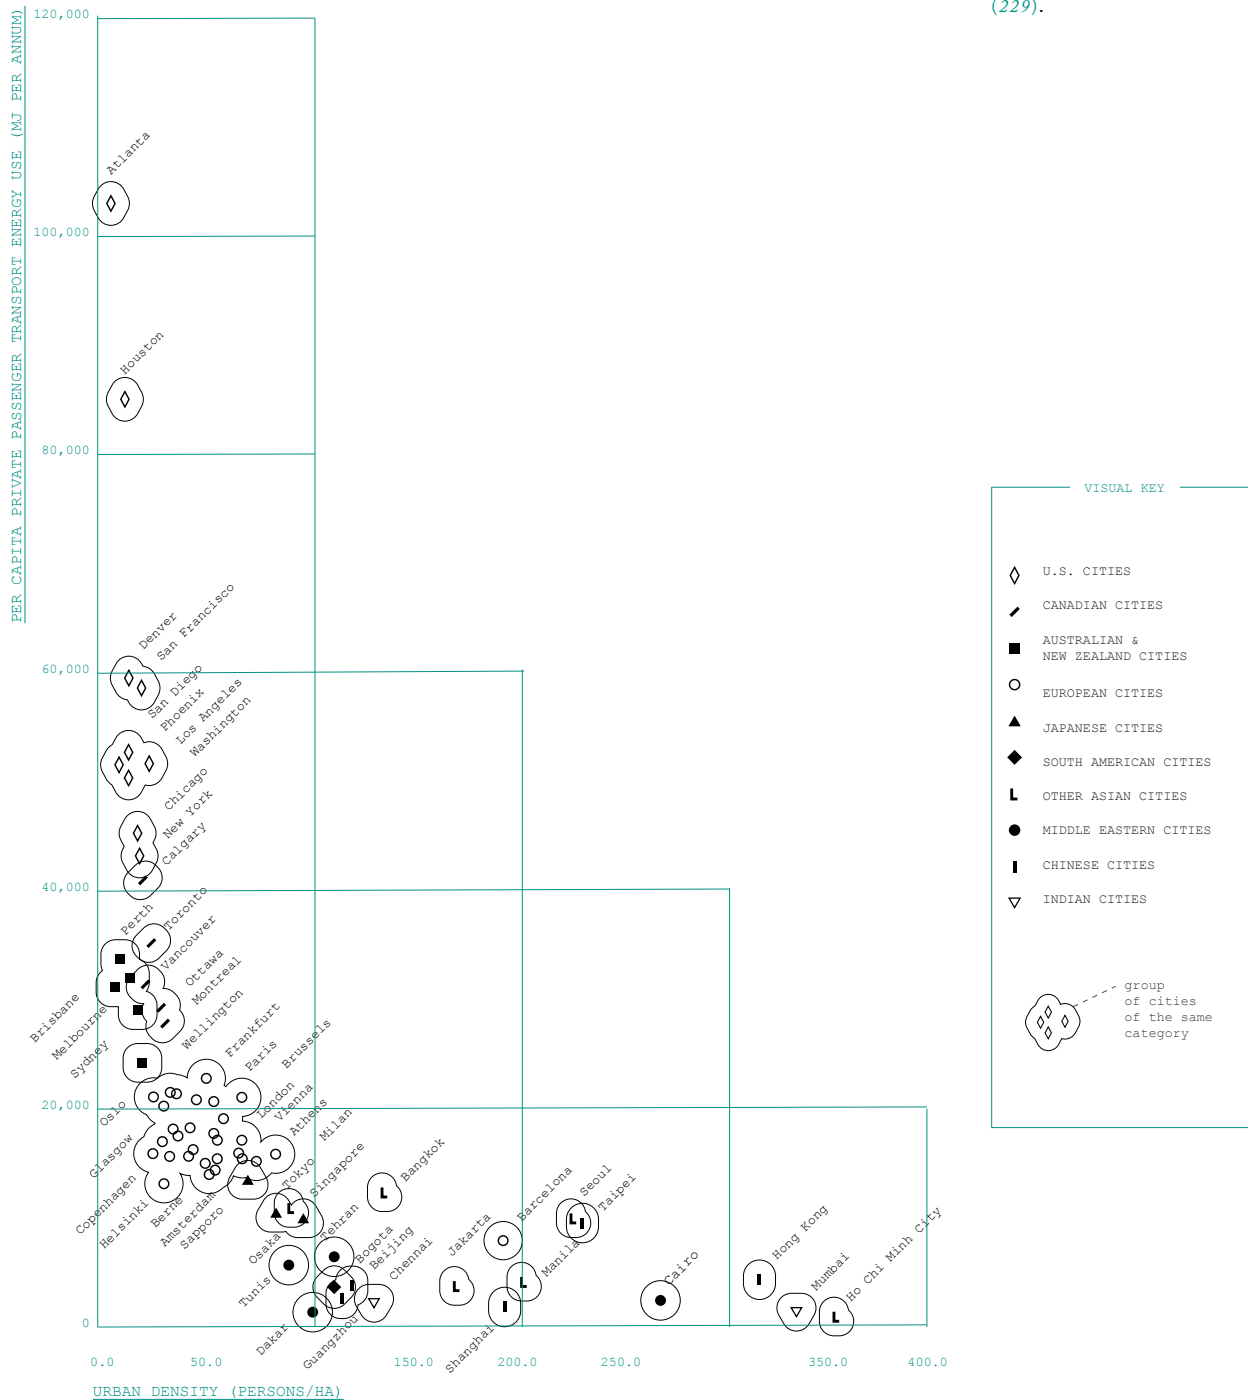 (229).
PER CAPITA PRIVATE PASSENGER TRANSPORT ENERGY USE (MJ PER ANNUM)
120,000
Atlanta
100,000
Houston
80,000
Denver
San Francisco
60,000
San Diego
Phoenix
Los Angeles
Washington
Chicago
New York
Calgary
40,000
Perth
Toronto
Vancouver
Ottawa
Montreal
Wellington
Brisbane
Melbourne
Sydney
Frankfurt
Paris
Brussels
20,000
Oslo
London
Vienna
Athens
Milan
Glasgow
Copenhagen
Helsinki
Berne
Amsterdam
Sapporo
Tokyo
Singapore
Osaka
Tehran
Bangkok
Tunis
Bogota
Beijing
Chennai
Dakar
Guangzhou
Jakarta
Barcelona
Seoul
Taipei
Manila
Shanghai
Cairo
Hong Kong
Mumbai
Ho Chi Minh City
0
0.0
50.0
150.0
200.0
250.0
350.0
400.0
URBAN DENSITY (PERSONS/HA)
VISUAL KEY
U.S. CITIES
CANADIAN CITIES
AUSTRALIAN &
NEW ZEALAND CITIES
EUROPEAN CITIES
JAPANESE CITIES
SOUTH AMERICAN CITIES
OTHER ASIAN CITIES
MIDDLE EASTERN CITIES
CHINESE CITIES
INDIAN CITIES
group
of cities
of the same
category